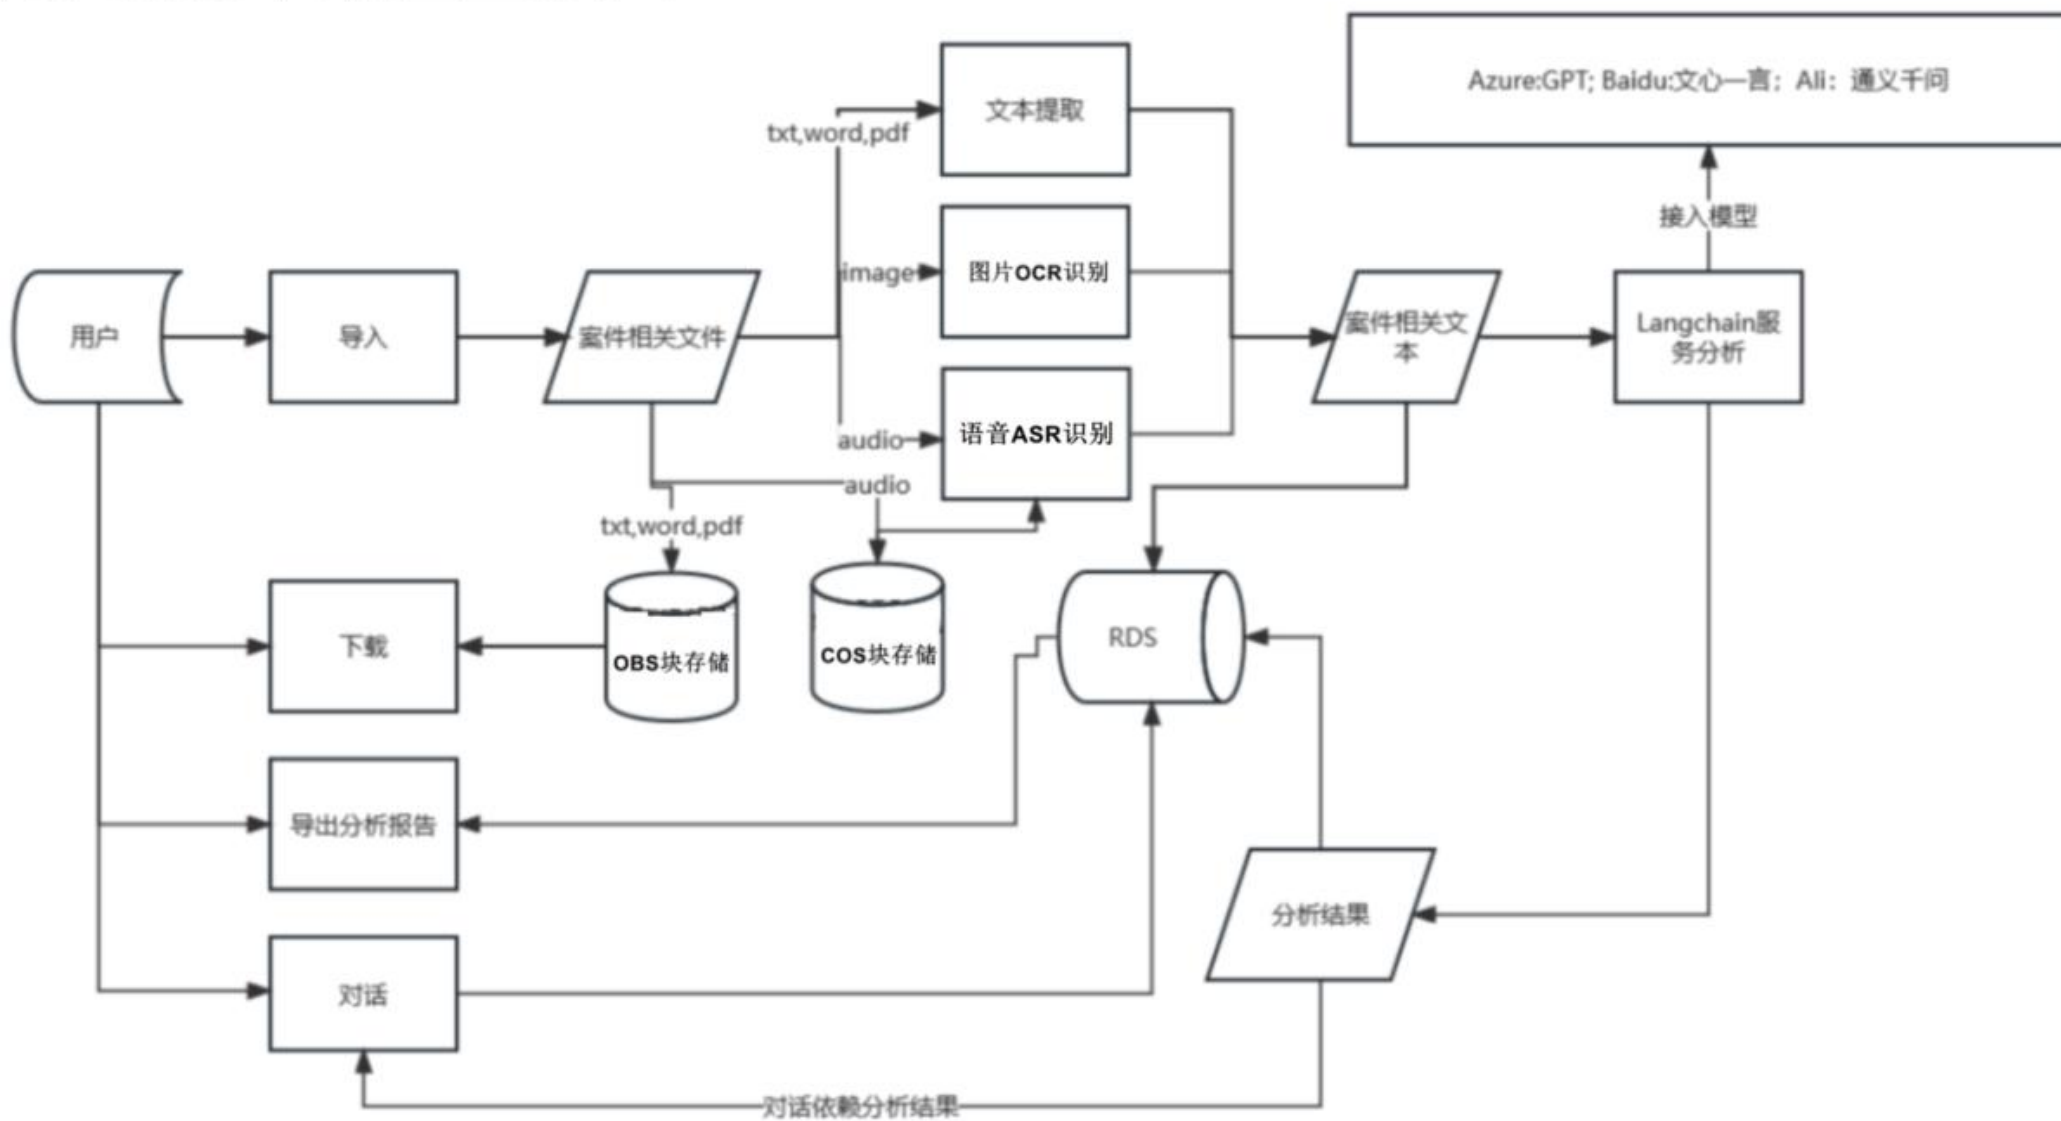 Azure:GPT; Baidu:文心一言；Ali：通义千问
文本提取
txt,word,pdf
接入模型
image
图片OCR识别
用户
导入
案件相关文件
案件相关文
本
Langchain服
务分析
audio
语音ASR识别
audio
txt,word,pdf
下载
OBS块存储
COS块存储
RDS
导出分析报告
分析结果
对话
对话依赖分析结果